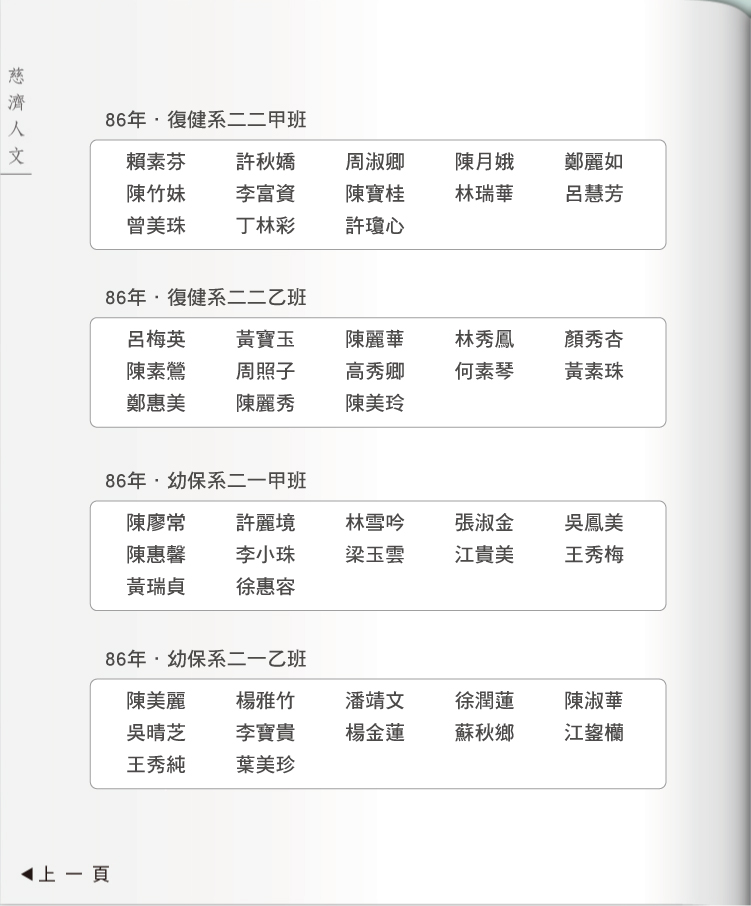 慈濟人文
86年・復健系二二甲班
賴素芬 許秋嬌 周淑卿 陳月娥 鄭麗如
陳竹妹 李富資 陳寶桂 林瑞華 呂慧芳
曾美珠 丁林彩 許瓊心
86年・復健系二二乙班
呂梅英 黃寶玉 陳麗華 林秀鳳 顏秀杏
陳素鶯 周照子 高秀卿 何素琴 黃素珠
鄭惠美 陳麗秀 陳美玲
86年・幼保系二一甲班
陳廖常 許麗境 林雪吟 張淑金 吳鳳美
陳惠馨 李小珠 梁玉雲 江貴美 王秀梅
黃瑞貞 徐惠容
86年・幼保系二一乙班
陳美麗 楊雅竹 潘靖文 徐潤蓮 陳淑華
吳晴芝 李寶貴 楊金蓮 蘇秋鄉 江鋆欗
王秀純 葉美珍
◀上一頁